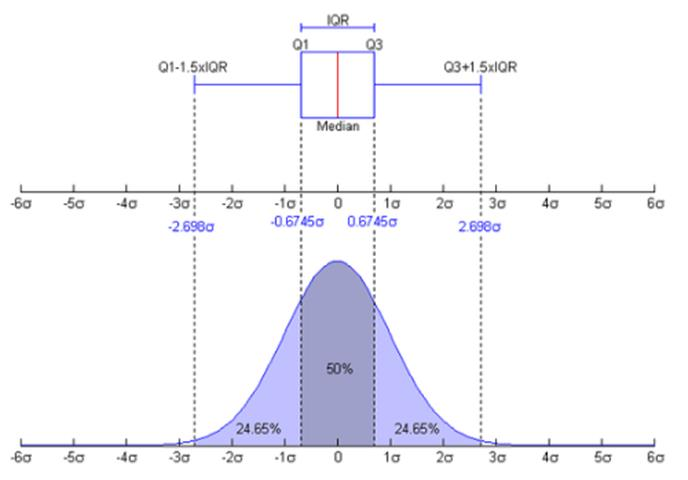 IQR
Q1 Q3
Q1-1.5xIQR Q3+1.5xIQR
Median
-6σ -5σ -4σ -3σ -2σ -1σ 0 1σ 2σ 3σ 4σ 5σ 6σ
-2.698σ -0.6745σ 0.6745σ 2.698σ
50%
24.65% 24.65%
-6σ -5σ -4σ -3σ -2σ -1σ 0 1σ 2σ 3σ 4σ 5σ 6σ